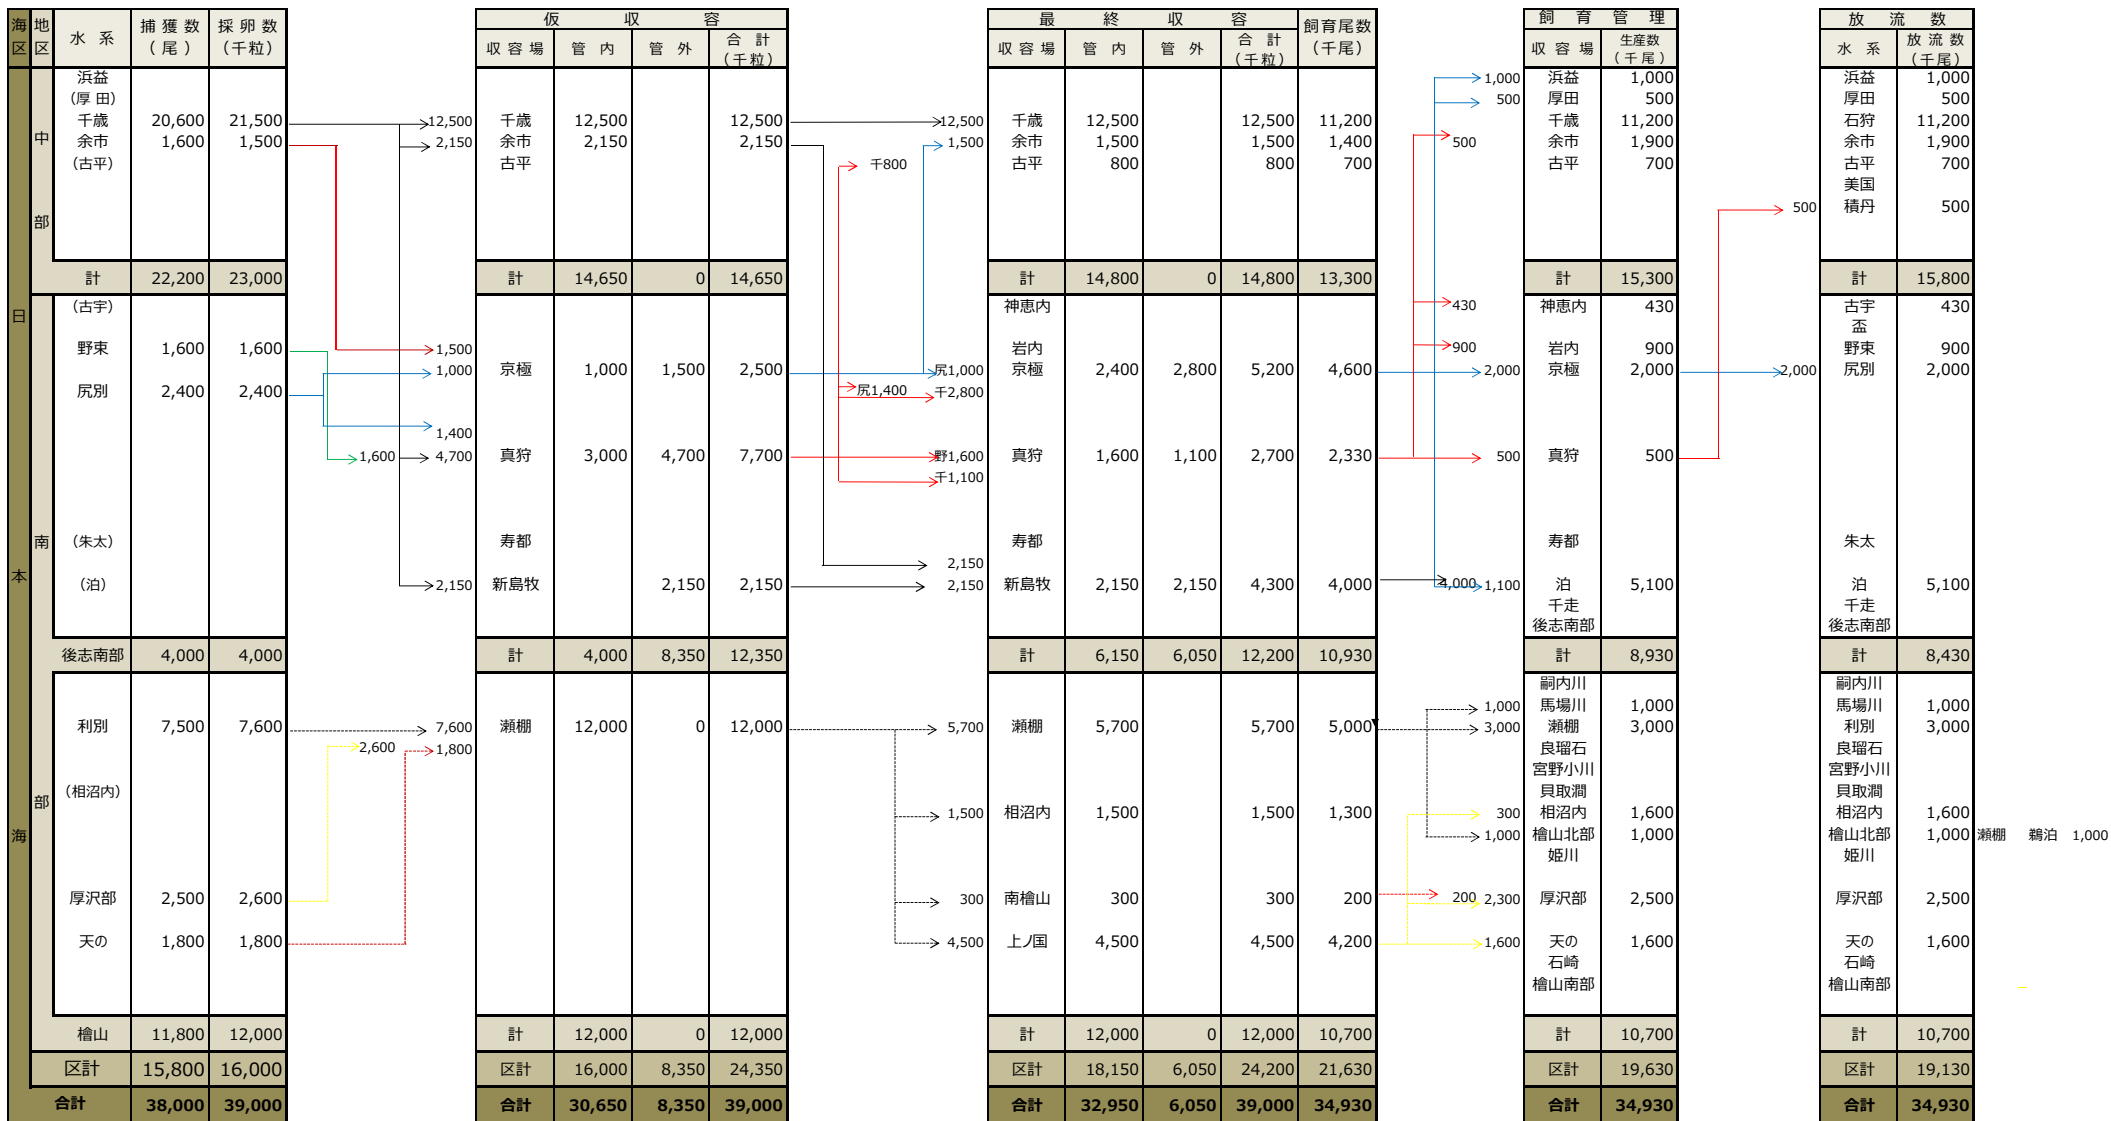 海区 地区 水系 捕獲数（尾） 採卵数（千粒） 仮収容 最終収容 飼育尾数（千尾） 飼育管理 放流数
収容場 管内 管外 合計（千粒） 収容場 管内 管外 合計（千粒） 収容場 生産数（千尾） 水系 放流数（千尾）
日本海
中部
浜益 1,000 浜益 1,000 浜益 1,000
(厚田) 500 厚田 500 厚田 500
千歳 20,600 21,500 12,500 千歳 12,500 12,500 12,500 千歳 12,500 12,500 11,200 千歳 11,200 石狩 11,200
余市 1,600 1,500 2,150 余市 2,150 2,150 1,500 余市 1,500 1,500 1,400 500 余市 1,900 余市 1,900
(古平) 古平 千800 古平 800 800 700 古平 700 古平 700
美国
500 積丹 500
計 22,200 23,000 計 14,650 0 14,650 計 14,800 0 14,800 13,300 計 15,300 計 15,800
南部
(古宇) 神恵内 430 神恵内 430 古宇 430
盃
野束 1,600 1,600 1,500 岩内 900 岩内 900 野束 900
1,000 京極 1,000 1,500 2,500 尻1,000 京極 2,400 2,800 5,200 4,600 2,000 京極 2,000 2,000 尻別 2,000
尻別 2,400 2,400 尻1,400 千2,800
1,400
1,600 4,700 真狩 3,000 4,700 7,700 野1,600 真狩 1,600 1,100 2,700 2,330 500 真狩 500
千1,100
(朱太) 寿都 寿都 寿都 朱太
2,150
(泊) 2,150 新島牧 2,150 2,150 2,150 新島牧 2,150 2,150 4,300 4,000 4,000 1,100 泊 5,100 泊 5,100
千走 千走
後志南部 後志南部
後志南部 4,000 4,000 計 4,000 8,350 12,350 計 6,150 6,050 12,200 10,930 計 8,930 計 8,430
嗣内川 嗣内川
1,000 馬場川 1,000 馬場川 1,000
利別 7,500 7,600 7,600 瀬棚 12,000 0 12,000 5,700 瀬棚 5,700 5,700 5,000 3,000 瀬棚 3,000 利別 3,000
2,600 1,800 良瑠石 良瑠石
宮野小川 宮野小川
(相沼内) 貝取澗 貝取澗
1,500 相沼内 1,500 1,500 1,300 300 相沼内 1,600 相沼内 1,600
1,000 檜山北部 1,000 檜山北部 1,000 瀬棚 鵜泊 1,000
姫川 姫川
厚沢部 2,500 2,600 300 南檜山 300 300 200 200 2,300 厚沢部 2,500 厚沢部 2,500
天の 1,800 1,800 4,500 上ノ国 4,500 4,500 4,200 1,600 天の 1,600 天の 1,600
石崎 石崎
檜山南部 檜山南部
檜山 11,800 12,000 計 12,000 0 12,000 計 12,000 0 12,000 10,700 計 10,700 計 10,700
区計 15,800 16,000 区計 16,000 8,350 24,350 区計 18,150 6,050 24,200 21,630 区計 19,630 区計 19,130
合計 38,000 39,000 合計 30,650 8,350 39,000 合計 32,950 6,050 39,000 34,930 合計 34,930 合計 34,930